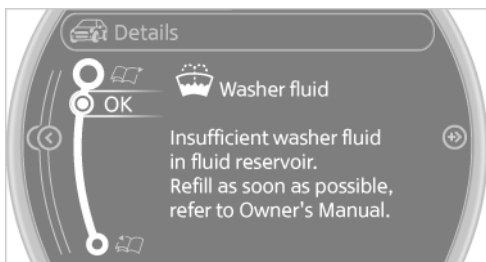 Details
OK
Washer fluid
Insufficient washer fluid
in fluid reservoir.
Refill as soon as possible,
refer to Owner's Manual.